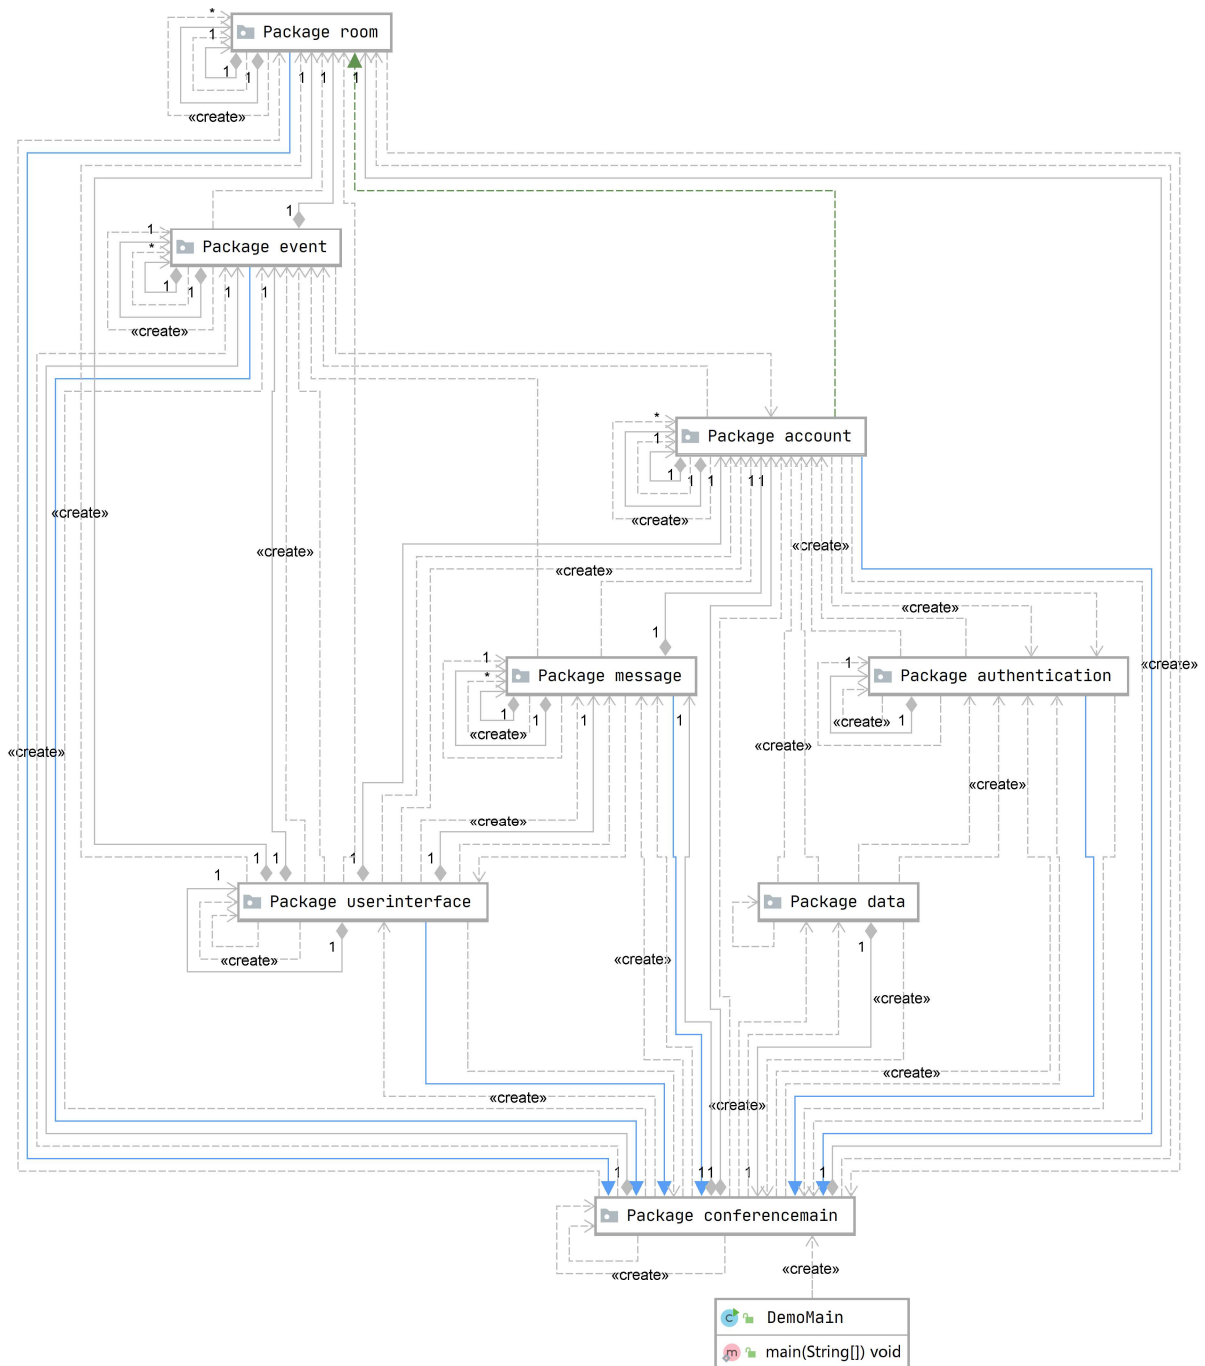 *
Package room
1
1 1 1 1 1
«create»
1
1
Package event
*
1 1 1 1
«create»
*
Package account
1
1 1 1 1 1
«create»
«create»
«create»
«create»
«create»
«create»
1
1
Package message
*
1
Package authentication
«create»
1 1 1 1
«create»
1
«create»
«create»
«create»
«create»
«create»
1 1 1 1
1
Package userinterface
Package data
1
1
«create»
«create»
«create»
«create»
«create»
«create»
1 1 1 1 1
Package conferencemain
«create»
«create»
DemoMain
main(String[]) void